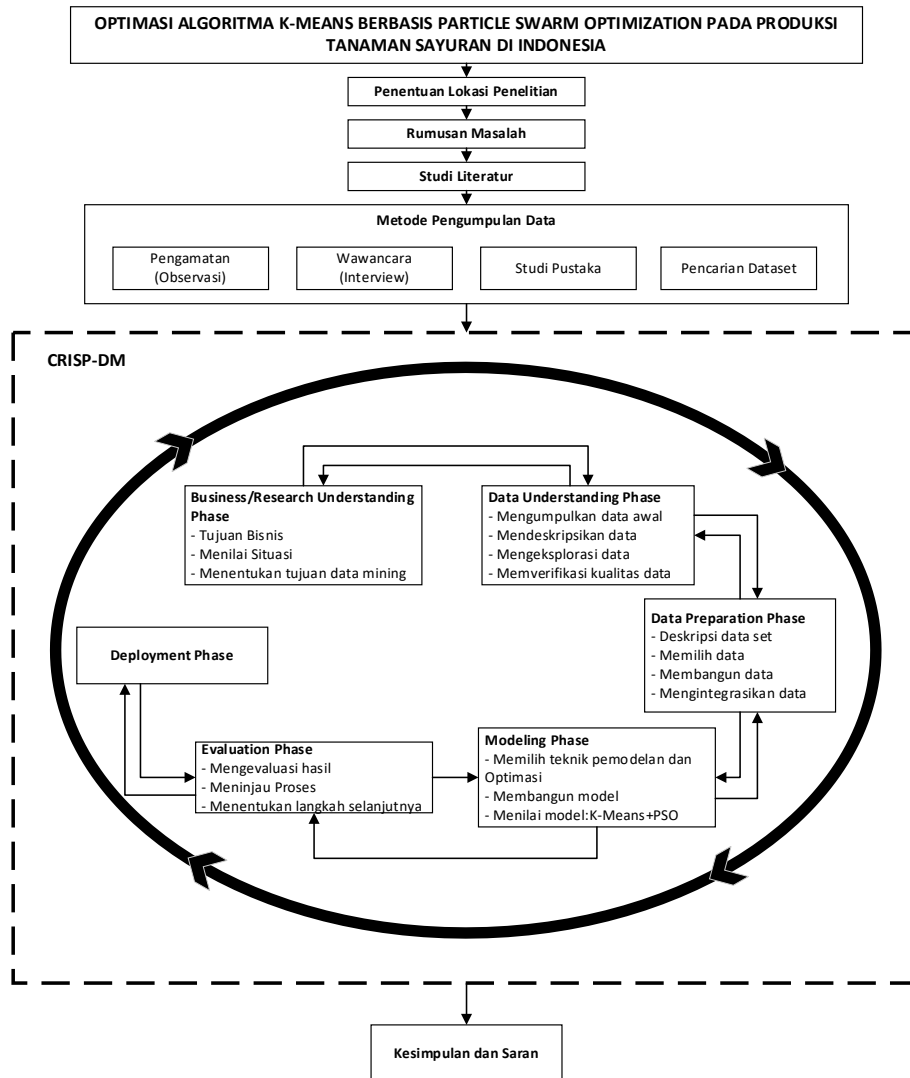 OPTIMASI ALGORITMA K-MEANS BERBASIS PARTICLE SWARM OPTIMIZATION PADA PRODUKSI
TANAMAN SAYURAN DI INDONESIA
Penentuan Lokasi Penelitian
Rumusan Masalah
Studi Literatur
Metode Pengumpulan Data
Pengamatan
(Observasi)
Wawancara
(Interview)
Studi Pustaka
Pencarian Dataset
CRISP-DM
Business/Research Understanding
Phase
- Tujuan Bisnis
- Menilai Situasi
- Menentukan tujuan data mining
Data Understanding Phase
- Mengumpulkan data awal
- Mendeskripsikan data
- Mengeksplorasi data
- Memverifikasi kualitas data
Data Preparation Phase
- Deskripsi data set
- Memilih data
- Membangun data
- Mengintegrasikan data
Deployment Phase
Evaluation Phase
- Mengevaluasi hasil
- Meninjau Proses
- Menentukan langkah selanjutnya
Modeling Phase
- Memilih teknik pemodelan dan
Optimasi
- Membangun model
- Menilai model:K-Means+PSO
Kesimpulan dan Saran